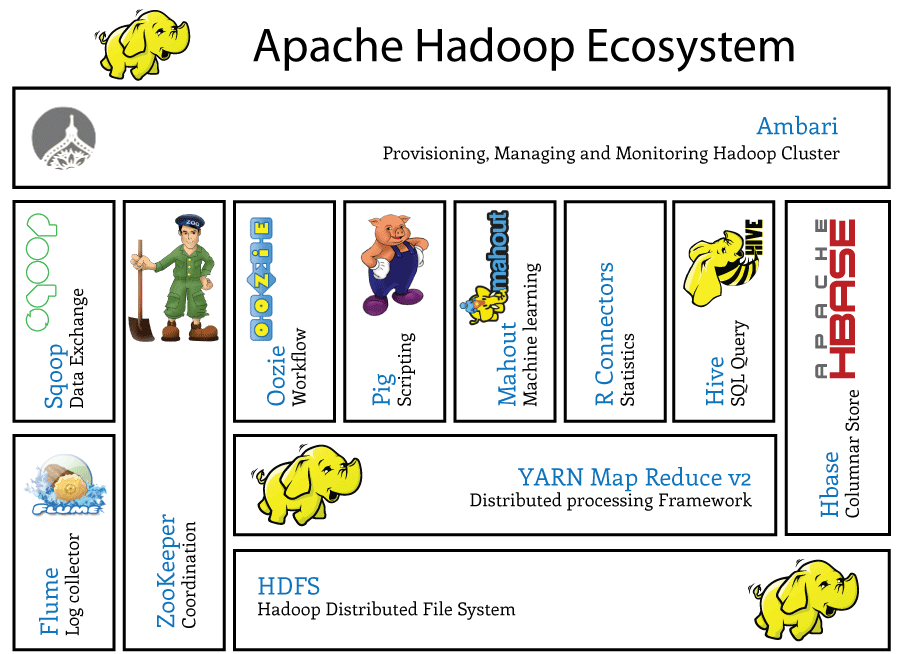 Apache Hadoop Ecosystem
Ambari
Provisioning, Managing and Monitoring Hadoop Cluster
sqoop
Sqoop
Data Exchange
ZOO
ZooKeeper
Coordination
OOZIE
Oozie
Workflow
Pig
Scripting
mahout
Mahout
Machine learning
R Connectors
Statistics
HIVE
Hive
SQL Query
APACHE
HBASE
Hbase
Columnar Store
FLUME
Flume
Log collector
YARN Map Reduce v2
Distributed processing Framework
HDFS
Hadoop Distributed File System